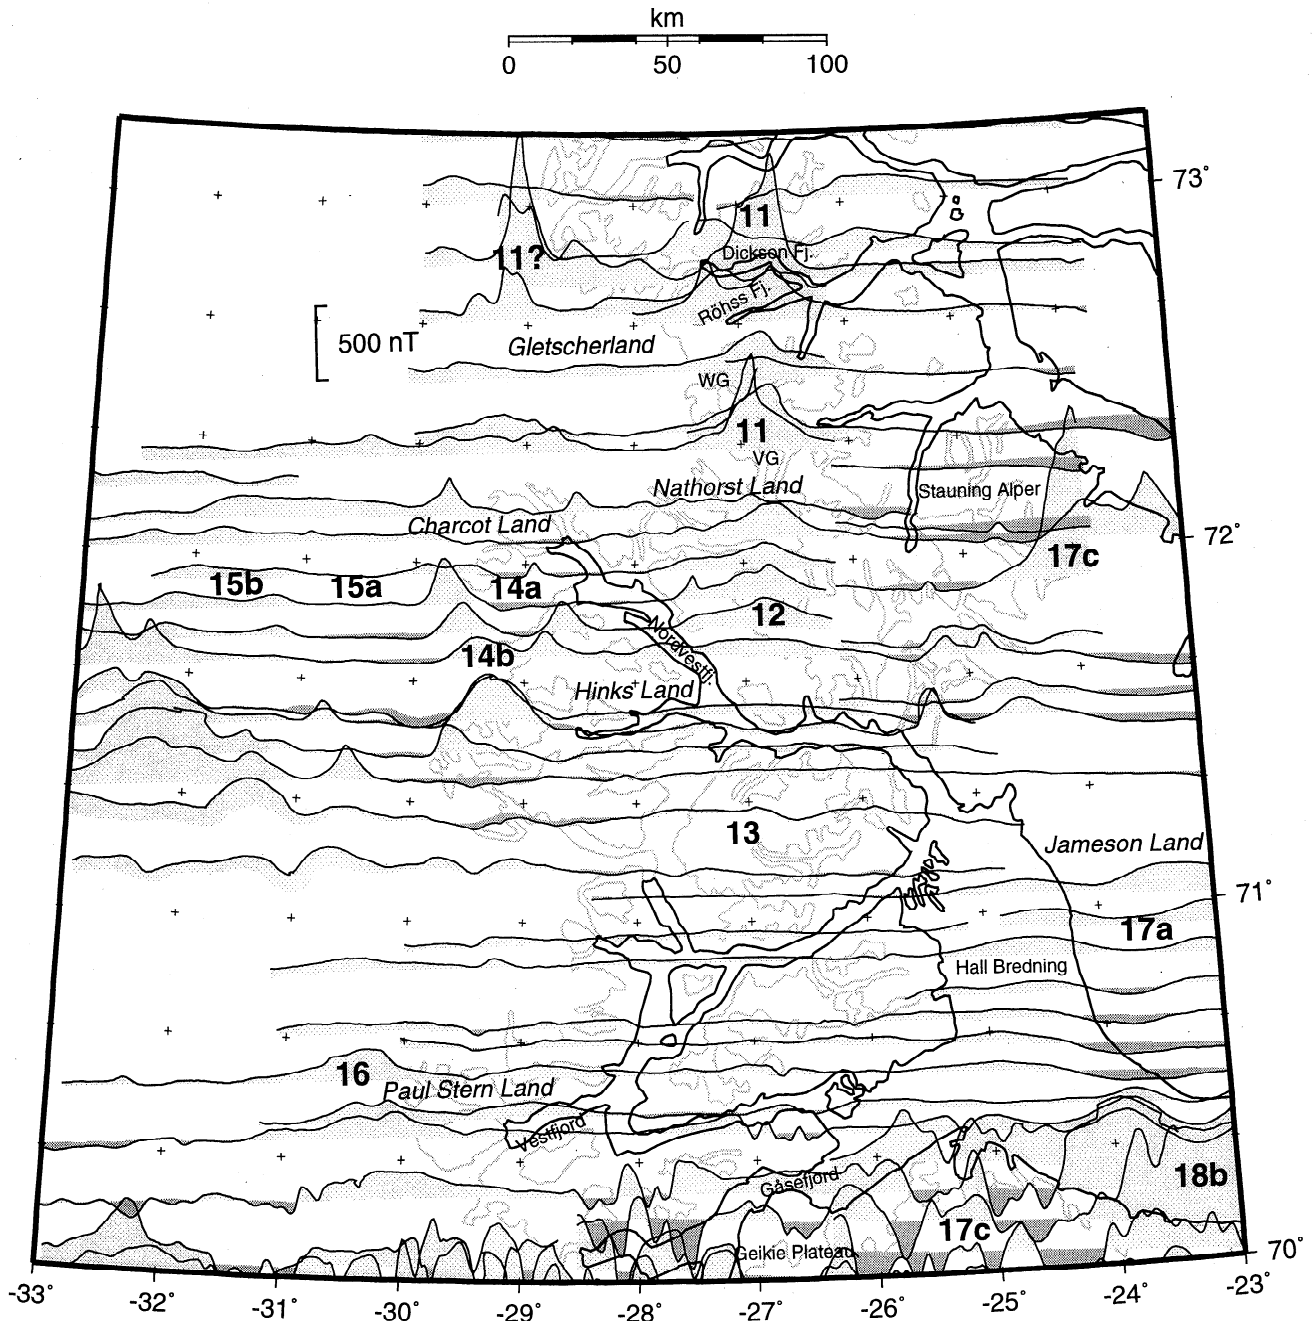 km
0 50 100
73°
11
11?
Dickson Fj.
Röhss Fj.
500 nT
Gletscherland
WG
11
VG
Nathorst Land
Stauning Alper
Charcot Land
72°
17c
15b
15a
14a
12
Nordvestfj.
14b
Hinks Land
13
Jameson Land
71°
17a
Hall Bredning
16
Paul Stern Land
Vestfjord
Gåsefjord
18b
17c
Geikie Plateau
70°
-33° -32° -31° -30° -29° -28° -27° -26° -25° -24° -23°